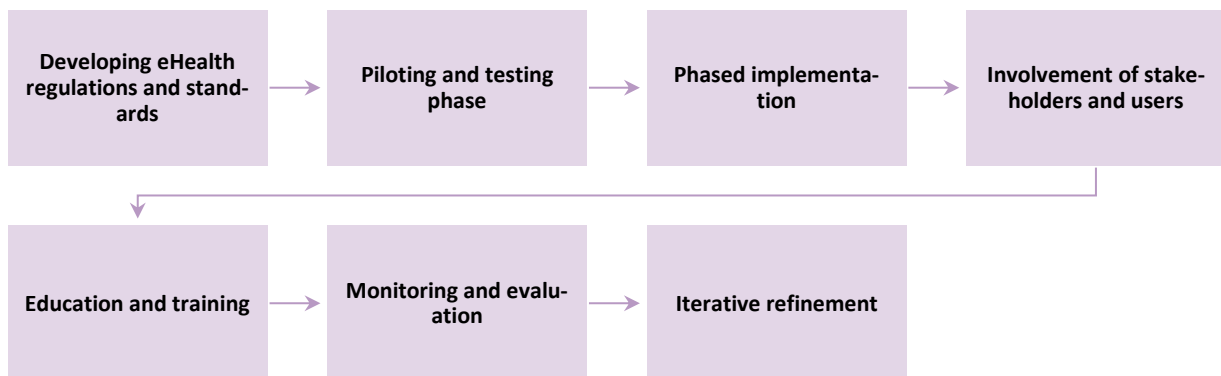 Developing eHealth
regulations and stand-
ards
Piloting and testing
phase
Phased implementa-
tion
Involvement of stake-
holders and users
Education and training
Monitoring and evalu-
ation
Iterative refinement